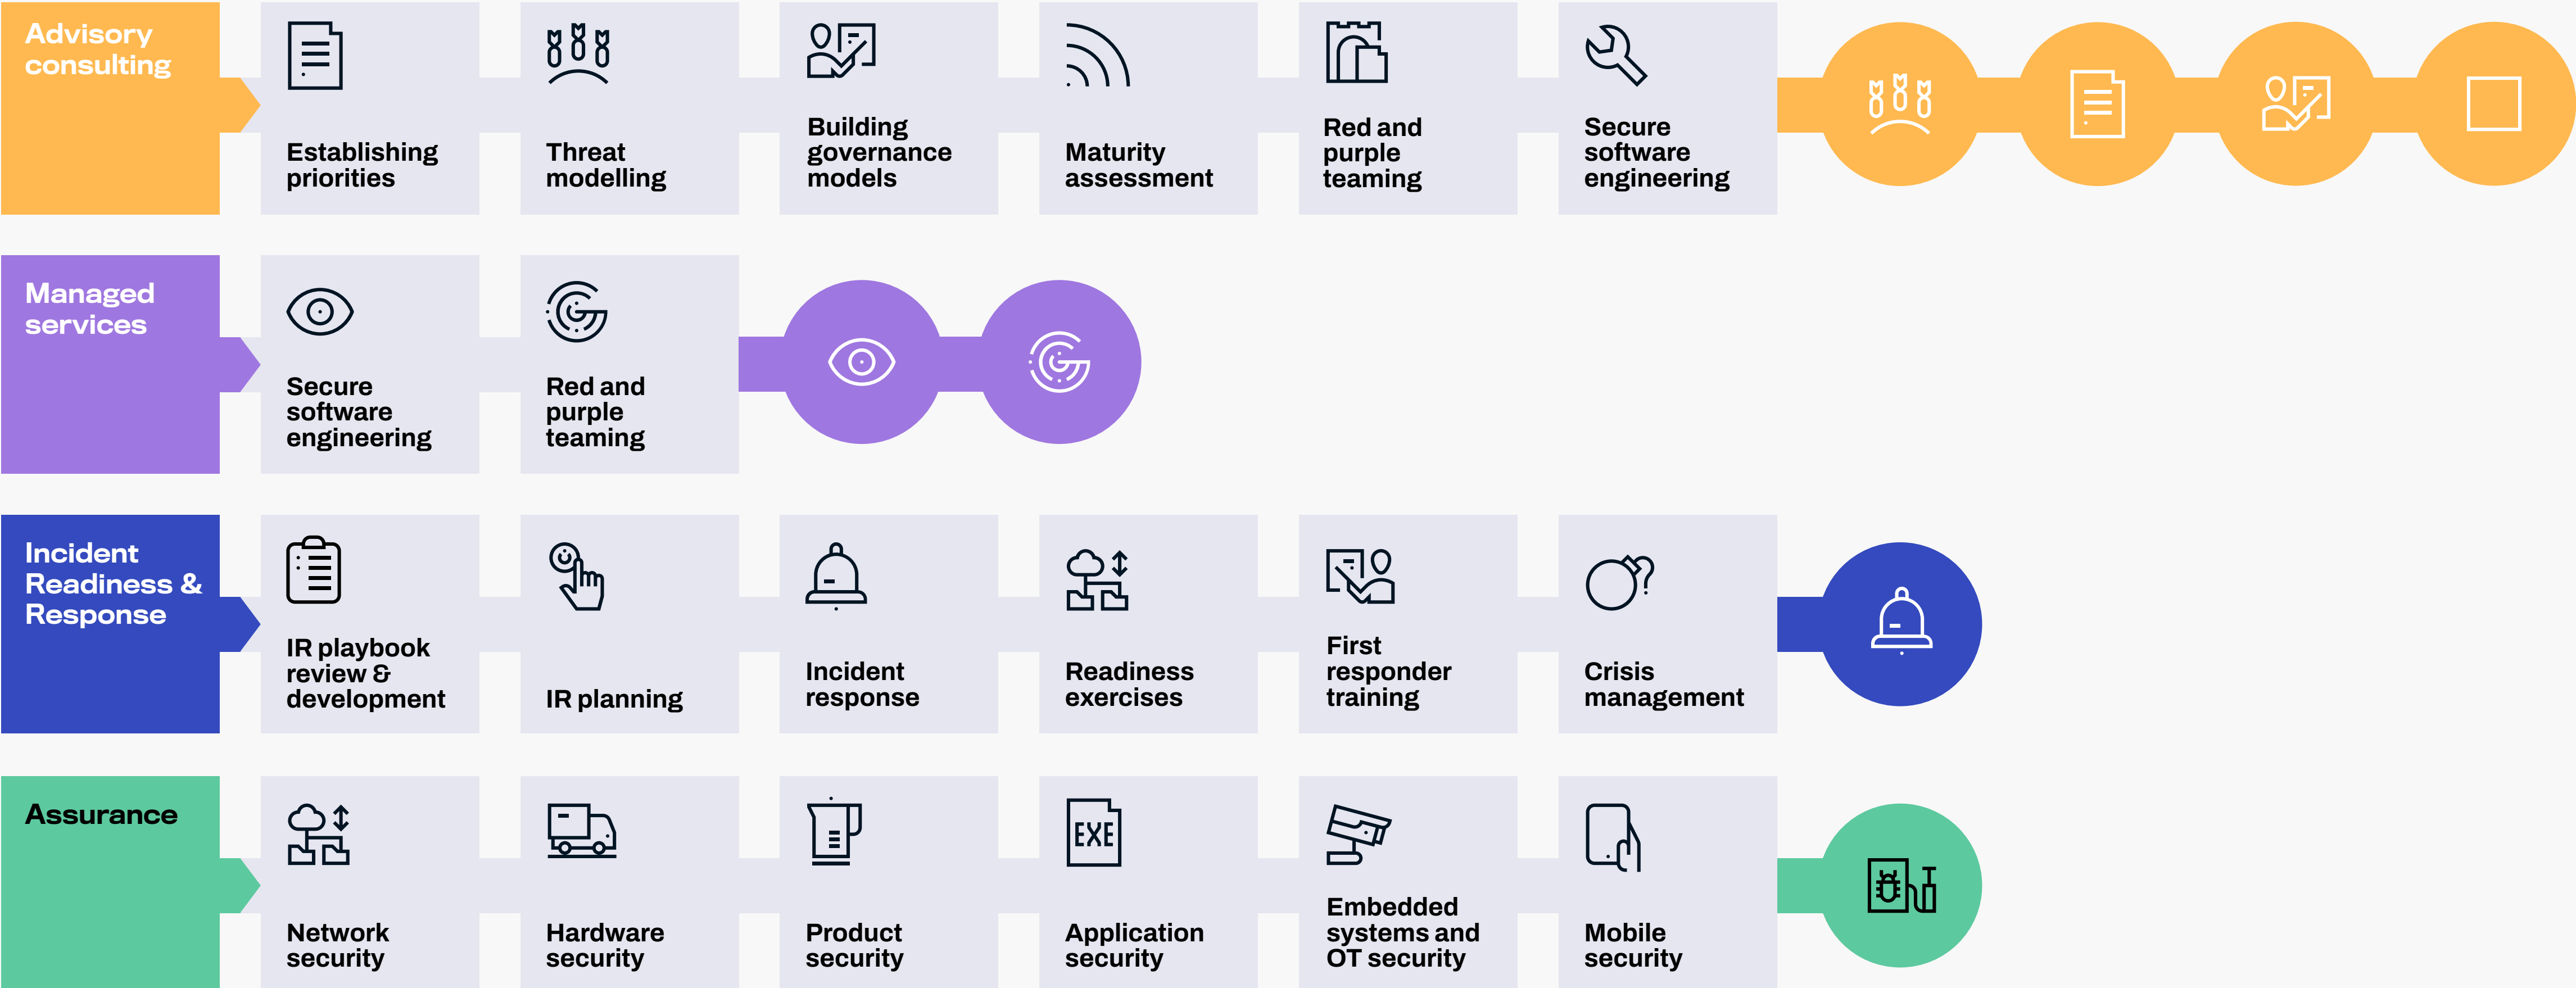 Advisory
consulting
Establishing
priorities
Threat
modelling
Building
governance
models
Maturity
assessment
Red and
purple
teaming
Secure
software
engineering
Managed
services
Secure
software
engineering
Red and
purple
teaming
Incident
Readiness &
Response
IR playbook
review &
development
IR planning
Incident
response
Readiness
exercises
First
responder
training
Crisis
management
Assurance
Network
security
Hardware
security
Product
security
EXE
Application
security
Embedded
systems and
OT security
Mobile
security